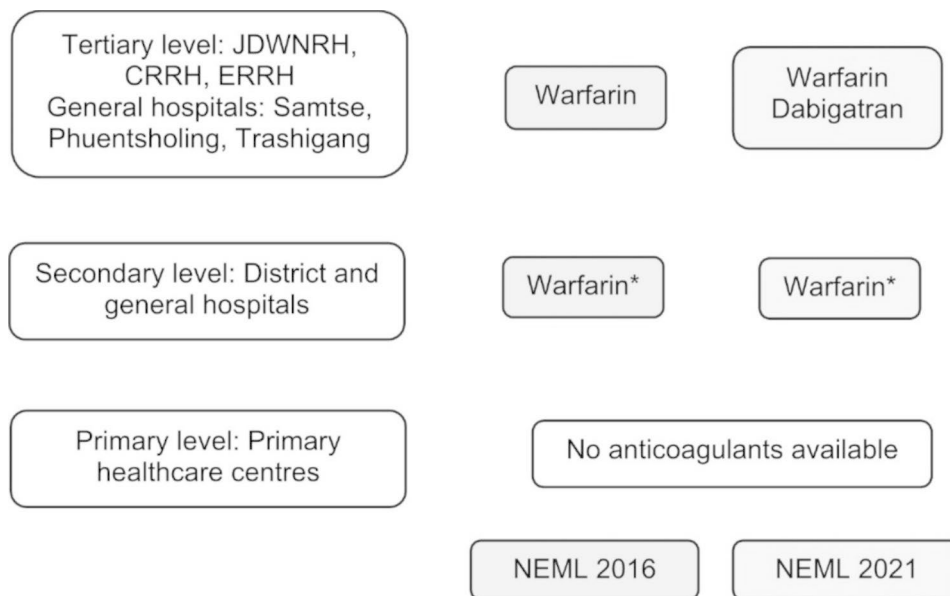 Tertiary level: JDWNRH,
CRRH, ERRH
General hospitals: Samtse,
Phuentsholing, Trashigang
Warfarin
Warfarin
Dabigatran
Secondary level: District and
general hospitals
Warfarin*
Warfarin*
Primary level: Primary
healthcare centres
No anticoagulants available
NEML 2016
NEML 2021